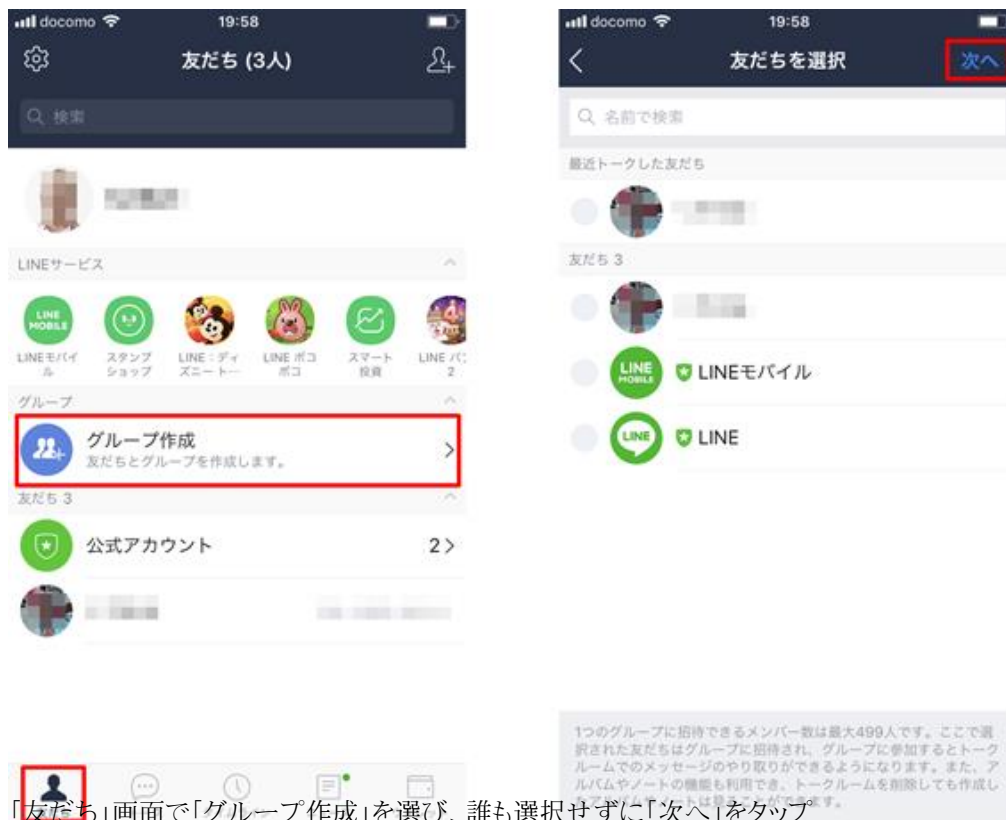 docomo 19:58
友だち (3人)
検索
LINEサービス
LINE MOBILE
LINEモバイル
スタンプ
ショップ
LINE:ディ
ズニート…
LINE ポコ
ポコ
スマート
投資
LINE バブ
2
グループ
グループ作成
友だちとグループを作成します。
友だち 3
公式アカウント 2
docomo 19:58
友だちを選択 次へ
名前で検索
最近トークした友だち
友だち 3
LINE MOBILE LINEモバイル
LINE LINE
1つのグループに招待できるメンバー数は最大499人です。ここで選
択された友だちはグループに招待され、グループに参加するとトーク
ルームでのメッセージのやり取りができるようになります。また、ア
ルバムやノートの機能も利用でき、トークルームを削除しても作成し
「友だち」画面で「グループ作成」を選び、誰も選択せずに「次へ」をタップ